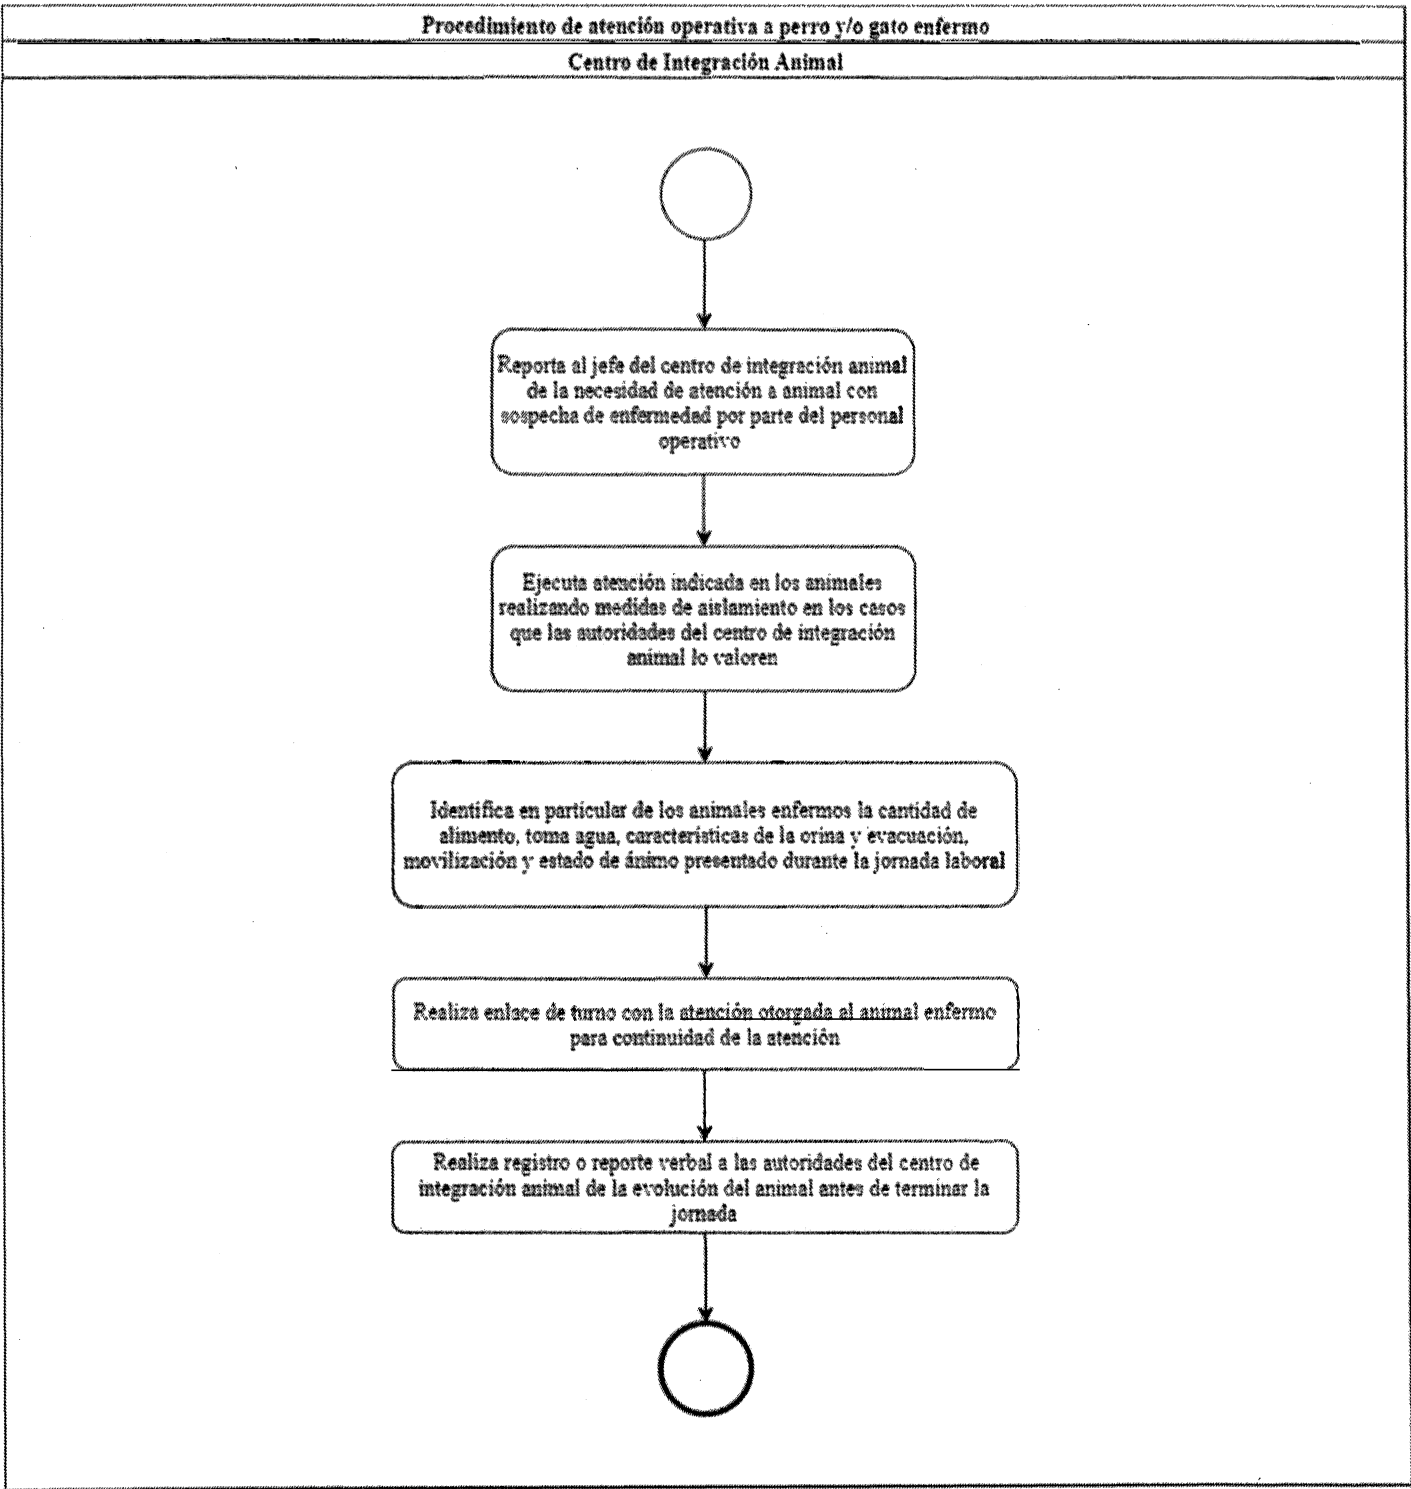 Procedimiento de atención operativa a perro y/o gato enfermo
Centro de Integración Animal
Reporta al jefe del centro de integración animal
de la necesidad de atención a animal con
sospecha de enfermedad por parte del personal
operativo
Ejecuta atención indicada en los animales
realizando medidas de aislamiento en los casos
que las autoridades del centro de integración
animal lo valoren
Identifica en particular de los animales enfermos la cantidad de
alimento, toma agua, características de la orina y evacuación,
movilización y estado de ánimo presentado durante la jornada laboral
Realiza enlace de turno con la atención otorgada al animal enfermo
para continuidad de la atención
Realiza registro o reporte verbal a las autoridades del centro de
integración animal de la evolución del animal antes de terminar la
jornada